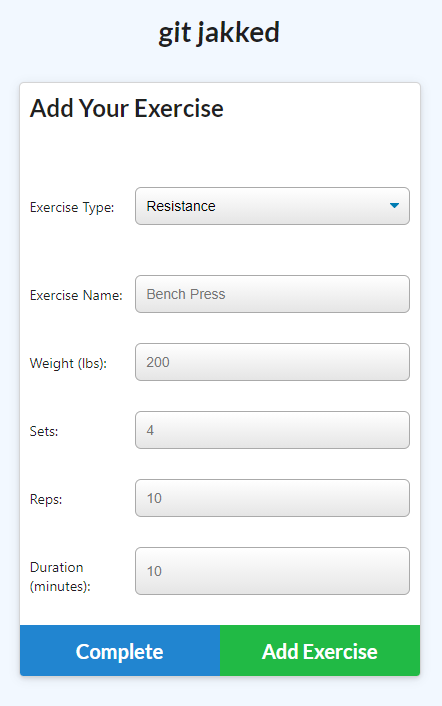 git jakked
Add Your Exercise
Exercise Type: Resistance
Exercise Name: Bench Press
Weight (lbs): 200
Sets: 4
Reps: 10
Duration
(minutes): 10
Complete Add Exercise